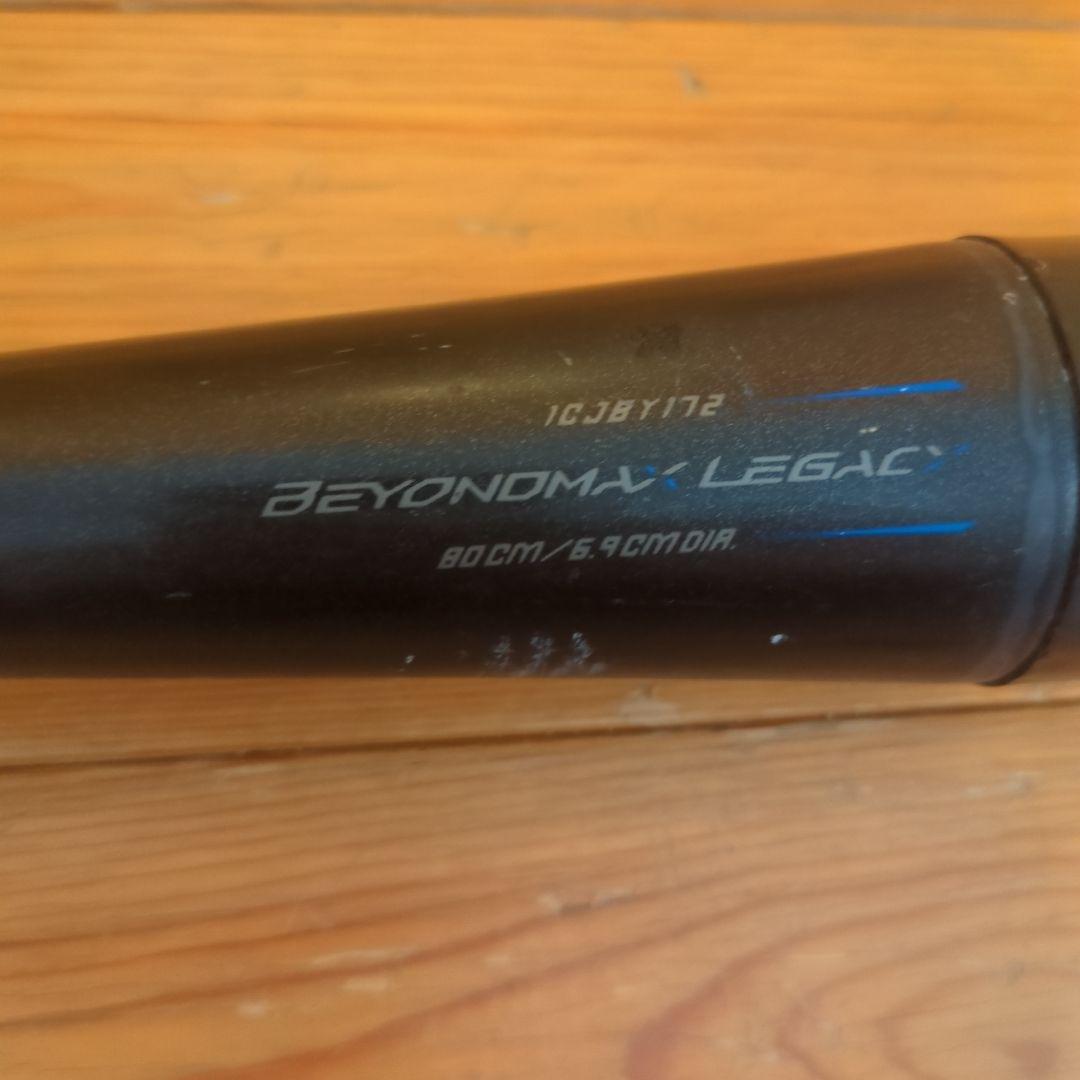 1CJBY172
BEYONDMAX LEGACY
80CM/6.9CM DIA.